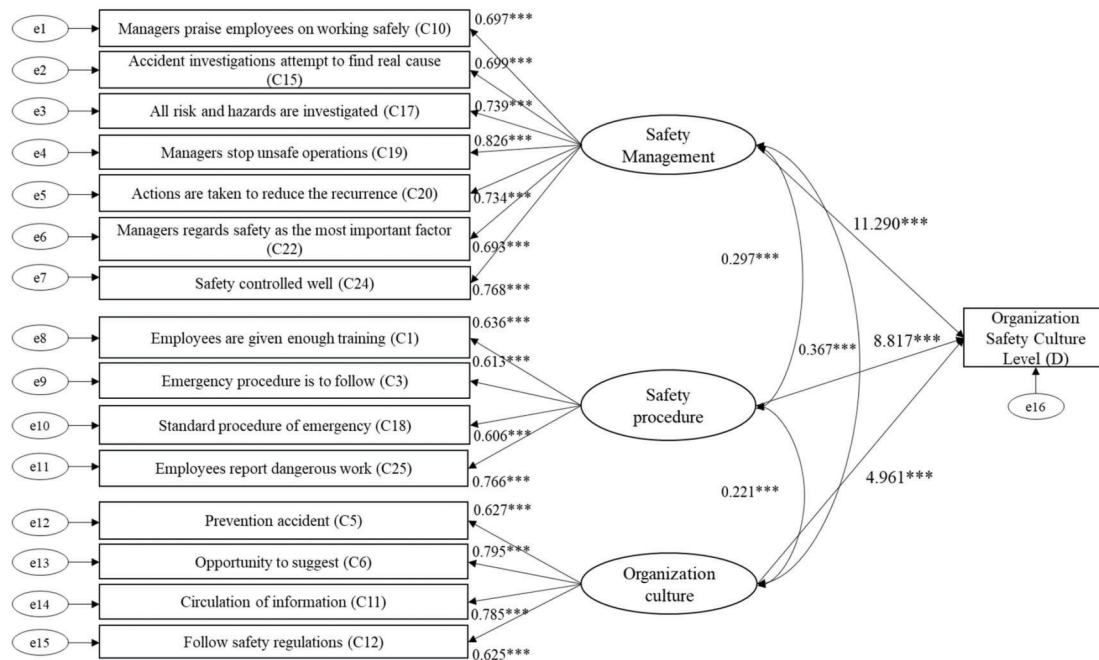 e1
Managers praise employees on working safely (C10)
0.697***
e2
Accident investigations attempt to find real cause
(C15)
0.699***
e3
All risk and hazards are investigated (C17)
0.739***
e4
Managers stop unsafe operations (C19)
0.826***
e5
Actions are taken to reduce the recurrence (C20)
0.734***
e6
Managers regards safety as the most important factor
(C22)
0.693***
e7
Safety controlled well (C24)
0.768***
Safety
Management
11.290***
0.297***
e8
Employees are given enough training (C1)
0.636***
0.613***
e9
Emergency procedure is to follow (C3)
e10
Standard procedure of emergency (C18)
0.606***
e11
Employees report dangerous work (C25)
0.766***
Safety
procedure
0.367***
8.817***
Organization
Safety Culture
Level (D)
e16
0.221***
4.961***
e12
Prevention accident (C5)
0.627***
e13
Opportunity to suggest (C6)
0.795***
e14
Circulation of information (C11)
0.785***
e15
Follow safety regulations (C12)
0.625***
Organization
culture